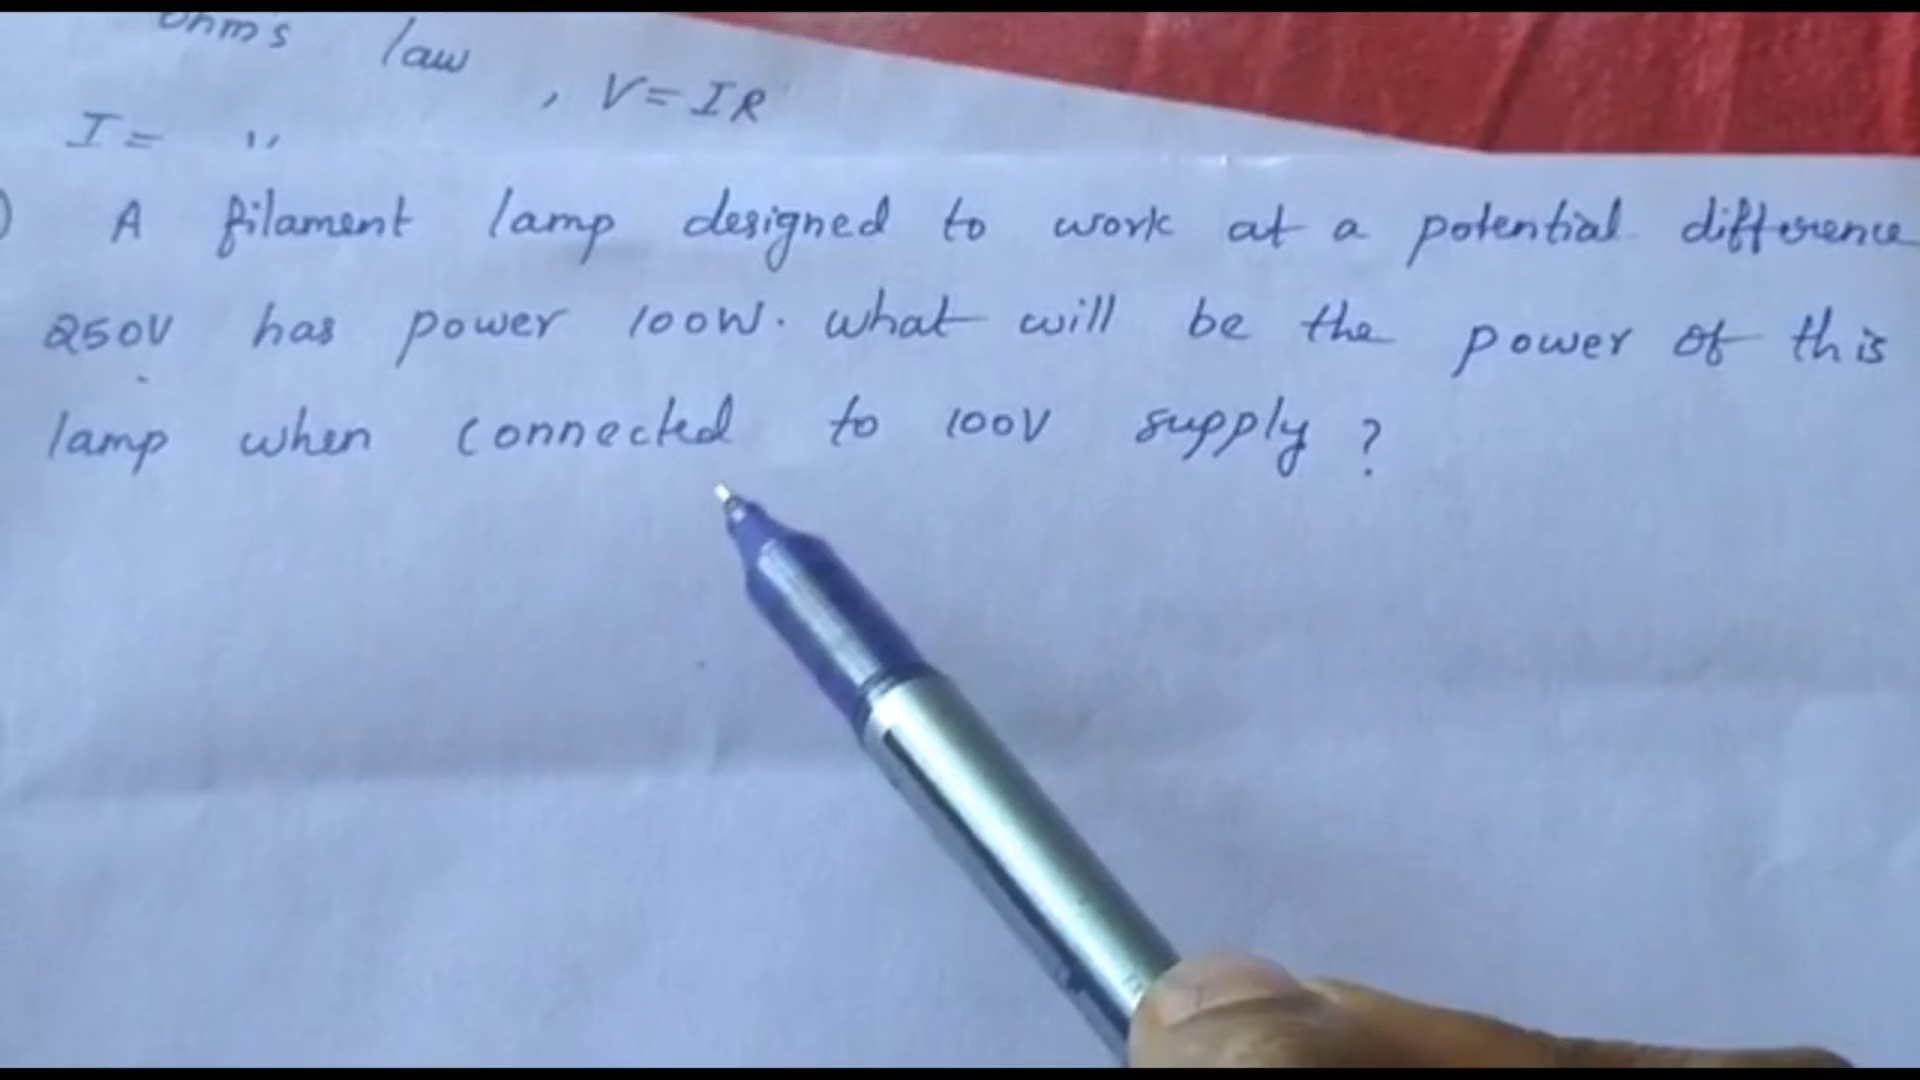 ohm's law , V = IR
I = "
) A filament lamp designed to work at a potential difference
250V has power 100W. what will be the power of this
lamp when connected to 100V supply ?